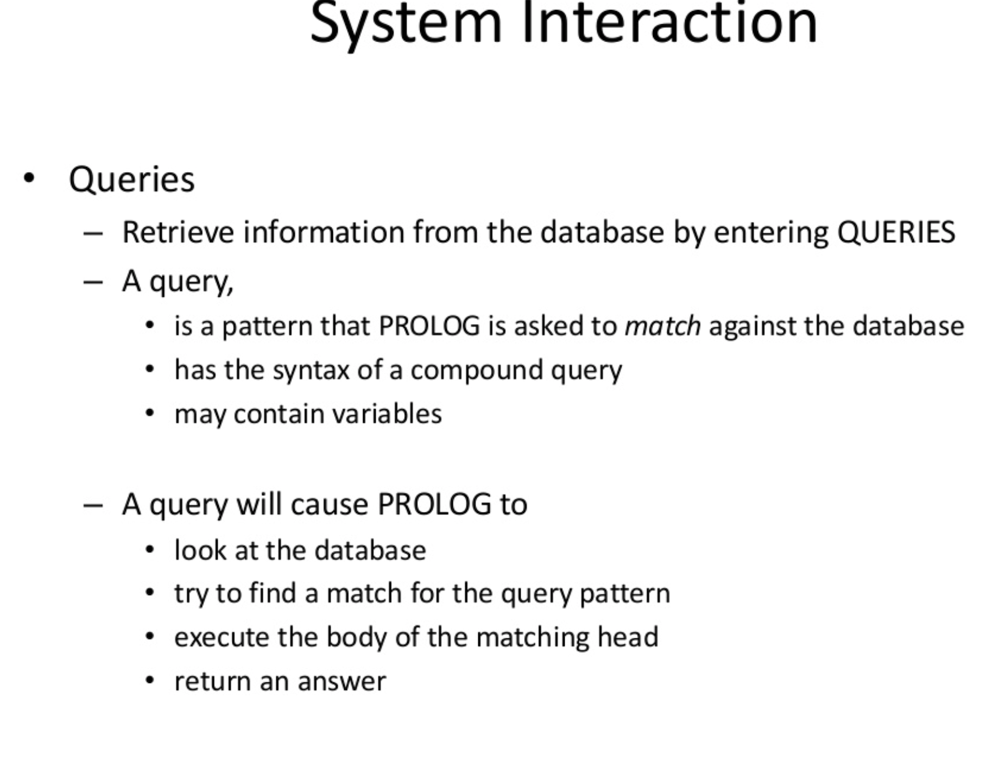 System Interaction
• Queries
– Retrieve information from the database by entering QUERIES
– A query,
• is a pattern that PROLOG is asked to match against the database
• has the syntax of a compound query
• may contain variables
– A query will cause PROLOG to
• look at the database
• try to find a match for the query pattern
• execute the body of the matching head
• return an answer